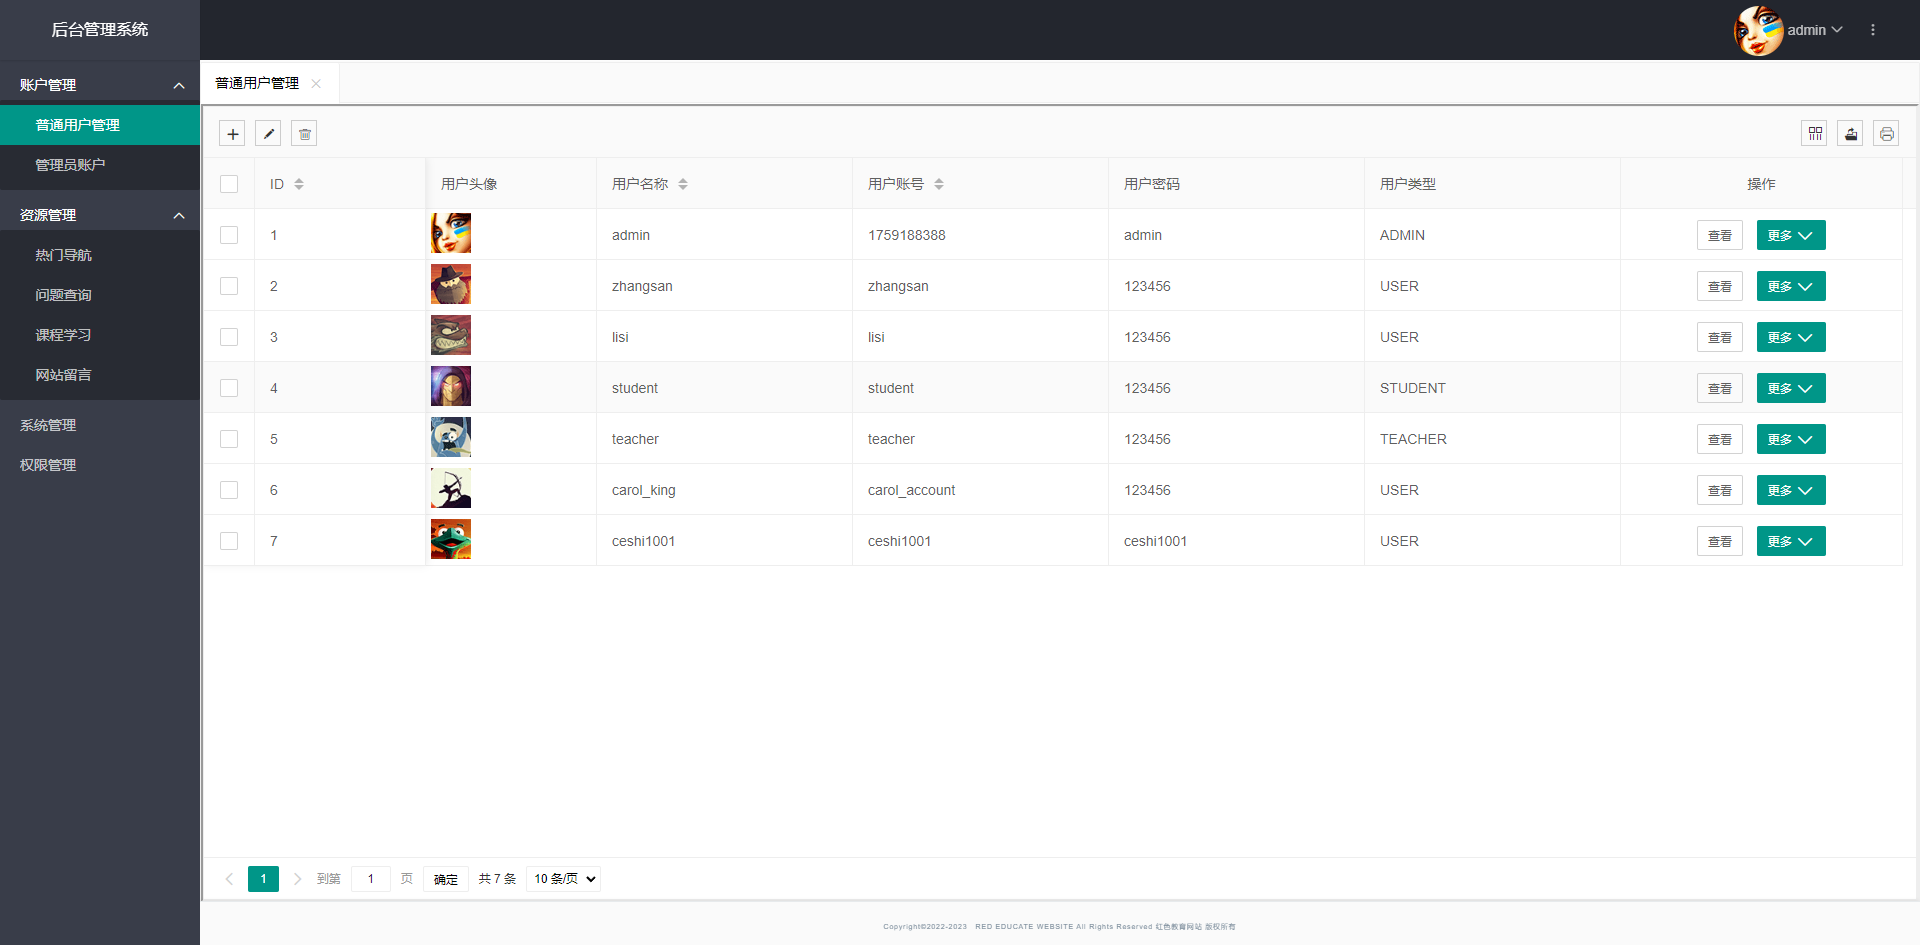 后台管理系统
admin
账户管理
普通用户管理
管理员账户
资源管理
热门导航
问题查询
课程学习
网站留言
系统管理
权限管理
普通用户管理
ID 用户头像 用户名称 用户账号 用户密码 用户类型 操作
1 admin 1759188388 admin ADMIN 查看 更多
2 zhangsan zhangsan 123456 USER 查看 更多
3 lisi lisi 123456 USER 查看 更多
4 student student 123456 STUDENT 查看 更多
5 teacher teacher 123456 TEACHER 查看 更多
6 carol_king carol_account 123456 USER 查看 更多
7 ceshi1001 ceshi1001 ceshi1001 USER 查看 更多
1 到第 1 页 确定 共 7 条 10 条/页
Copyright©2022-2023 RED EDUCATE WEBSITE All Rights Reserved 红色教育网站 版权所有